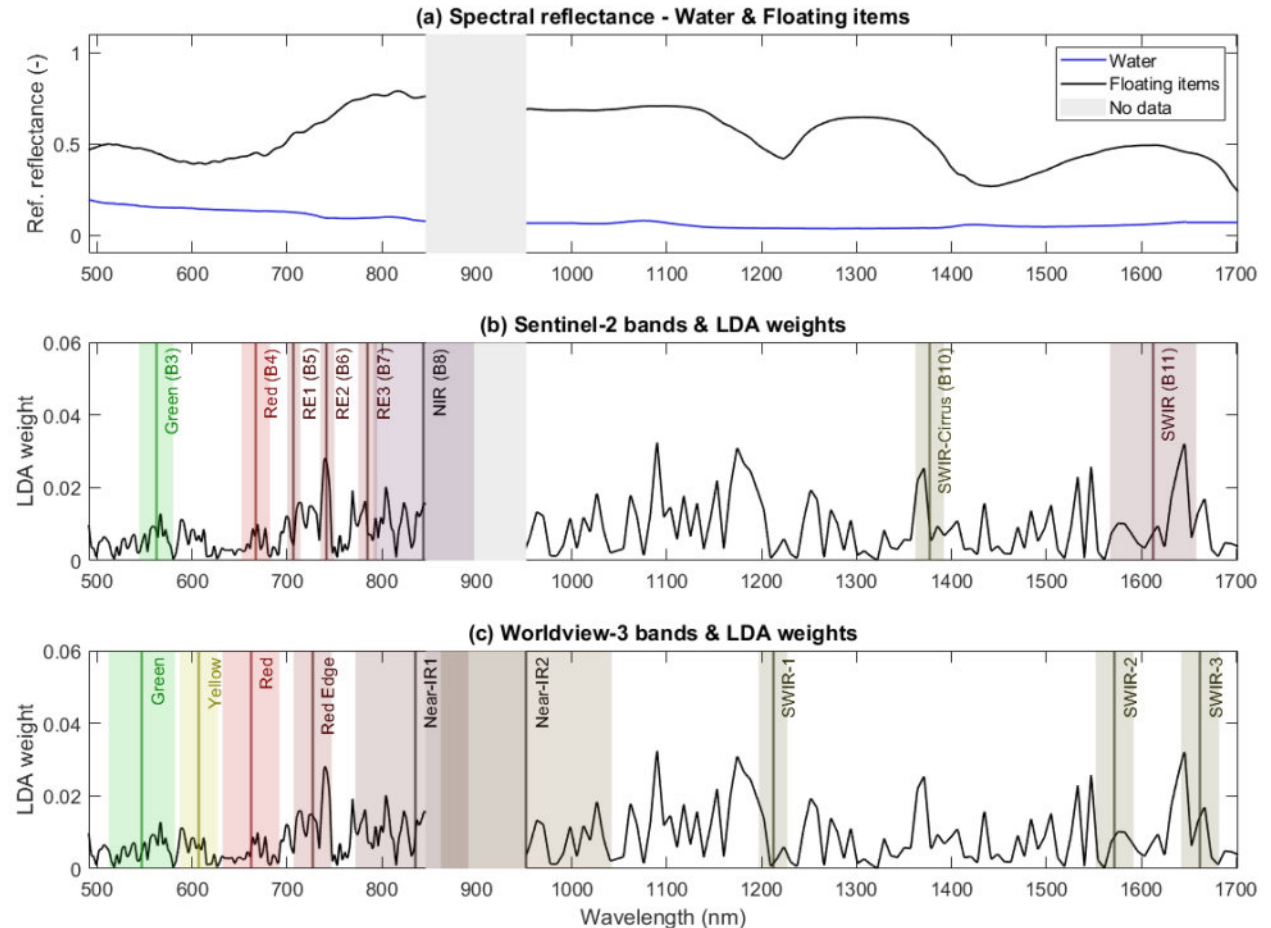 (a) Spectral reflectance - Water & Floating items
Ref. reflectance (-)
1
0.5
0
Water
Floating items
No data
500 600 700 800 900 1000 1100 1200 1300 1400 1500 1600 1700
(b) Sentinel-2 bands & LDA weights
LDA weight
0.06
0.04
0.02
0
Green (B3)
Red (B4)
RE1 (B5)
RE2 (B6)
RE3 (B7)
NIR (B8)
SWIR-Cirrus (B10)
SWIR (B11)
500 600 700 800 900 1000 1100 1200 1300 1400 1500 1600 1700
(c) Worldview-3 bands & LDA weights
LDA weight
0.06
0.04
0.02
0
Green
Yellow
Red
Red Edge
Near-IR1
Near-IR2
SWIR-1
SWIR-2
SWIR-3
500 600 700 800 900 1000 1100 1200 1300 1400 1500 1600 1700
Wavelength (nm)